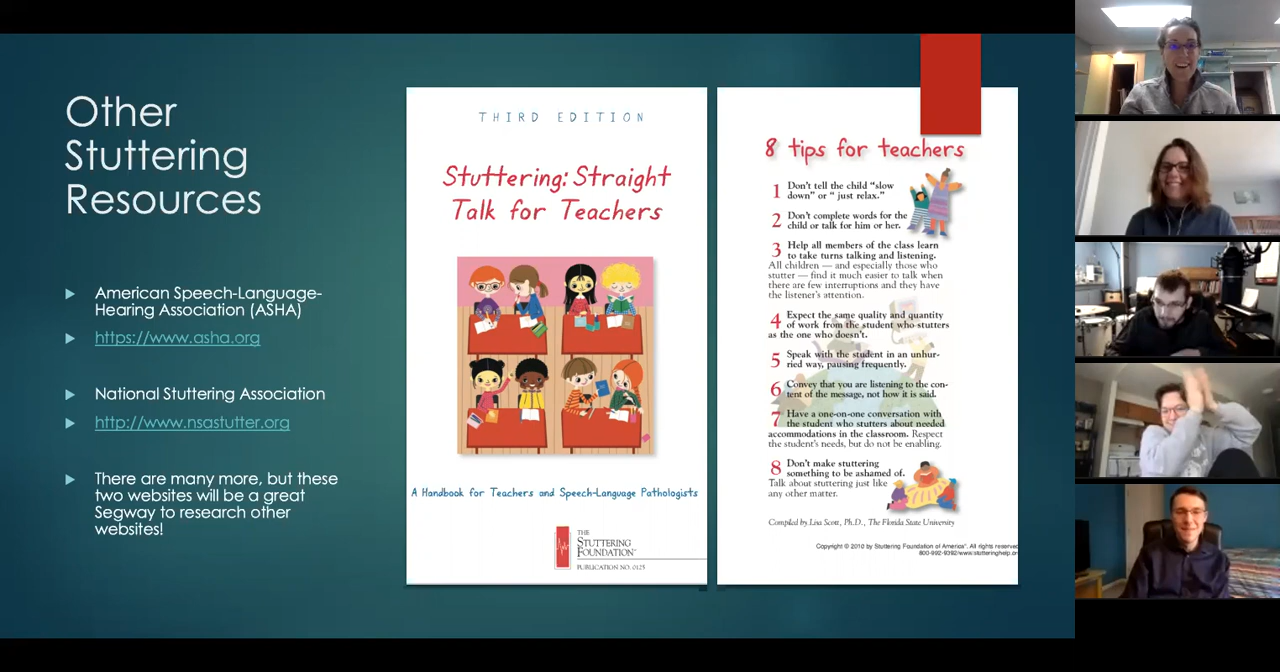 Other
Stuttering
Resources
American Speech-Language-
Hearing Association (ASHA)
https://www.asha.org
National Stuttering Association
http://www.nsastutter.org
There are many more, but these
two websites will be a great
Segway to research other
websites!
THIRD EDITION
Stuttering: Straight
Talk for Teachers
A Handbook for Teachers and Speech-Language Pathologists
THE
STUTTERING
FOUNDATION
PUBLICATION NO. 0125
8 tips for teachers
1 Don't tell the child "slow
down" or "just relax."
2 Don't complete words for the
child or talk for him or her.
3 Help all members of the class learn
to take turns talking and listening.
All children — and especially those who
stutter — find it much easier to talk when
there are few interruptions and they have
the listener's attention.
4 Expect the same quality and quantity
of work from the student who stutters
as the one who doesn't.
5 Speak with the student in an unhur-
ried way, pausing frequently.
6 Convey that you are listening to the con-
tent of the message, not how it is said.
7 Have a one-on-one conversation with
the student who stutters about needed
accommodations in the classroom. Respect
the student's needs, but do not be enabling.
8 Don't make stuttering
something to be ashamed of.
Talk about stuttering just like
any other matter.
Compiled by Lisa Scott, Ph.D., The Florida State University
Copyright © 2010 by Stuttering Foundation of America®. All rights reserved
800-992-9392/www.stutteringhelp.or